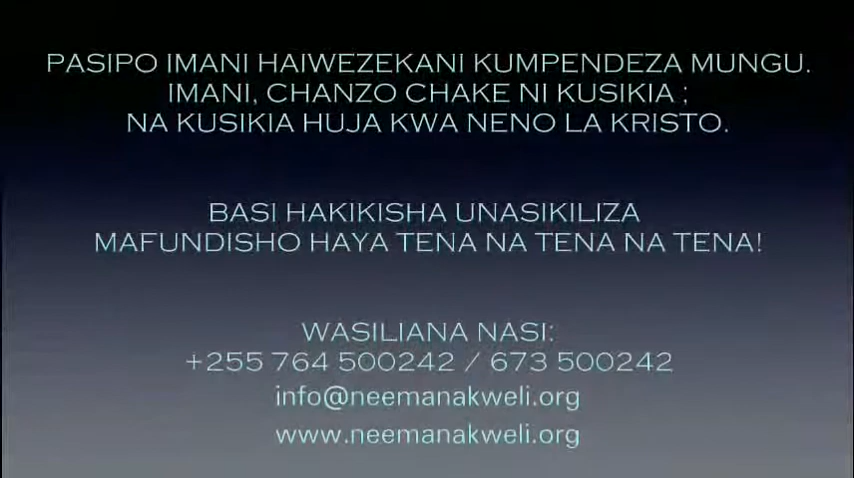 PASIPO IMANI HAIWEZEKANI KUMPENDEZA MUNGU.
IMANI, CHANZO CHAKE NI KUSIKIA ;
NA KUSIKIA HUJA KWA NENO LA KRISTO.
BASI HAKIKISHA UNASIKILIZA
MAFUNDISHO HAYA TENA NA TENA NA TENA!
WASILIANA NASI:
+255 764 500242 / 673 500242
info@neemanakweli.org
www.neemanakweli.org